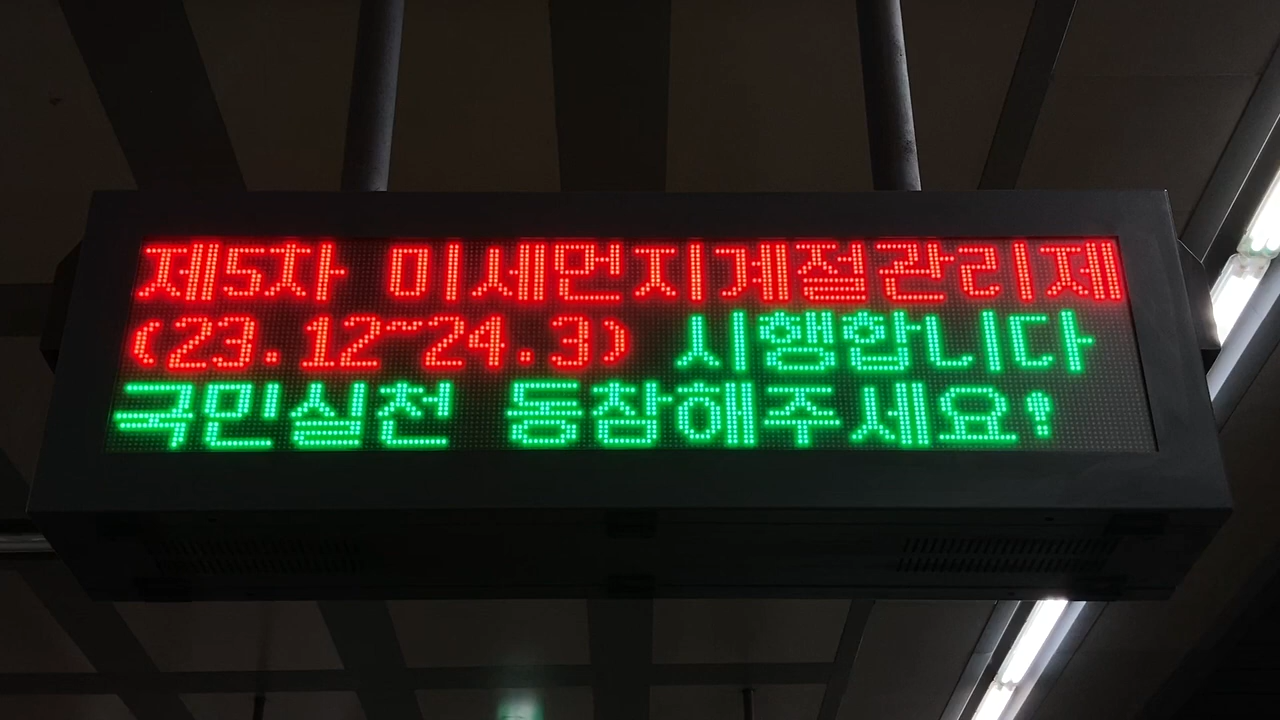 제5차 미세먼지계절관리제
(23.12~24.3) 시행합니다
국민실천 동참해주세요!